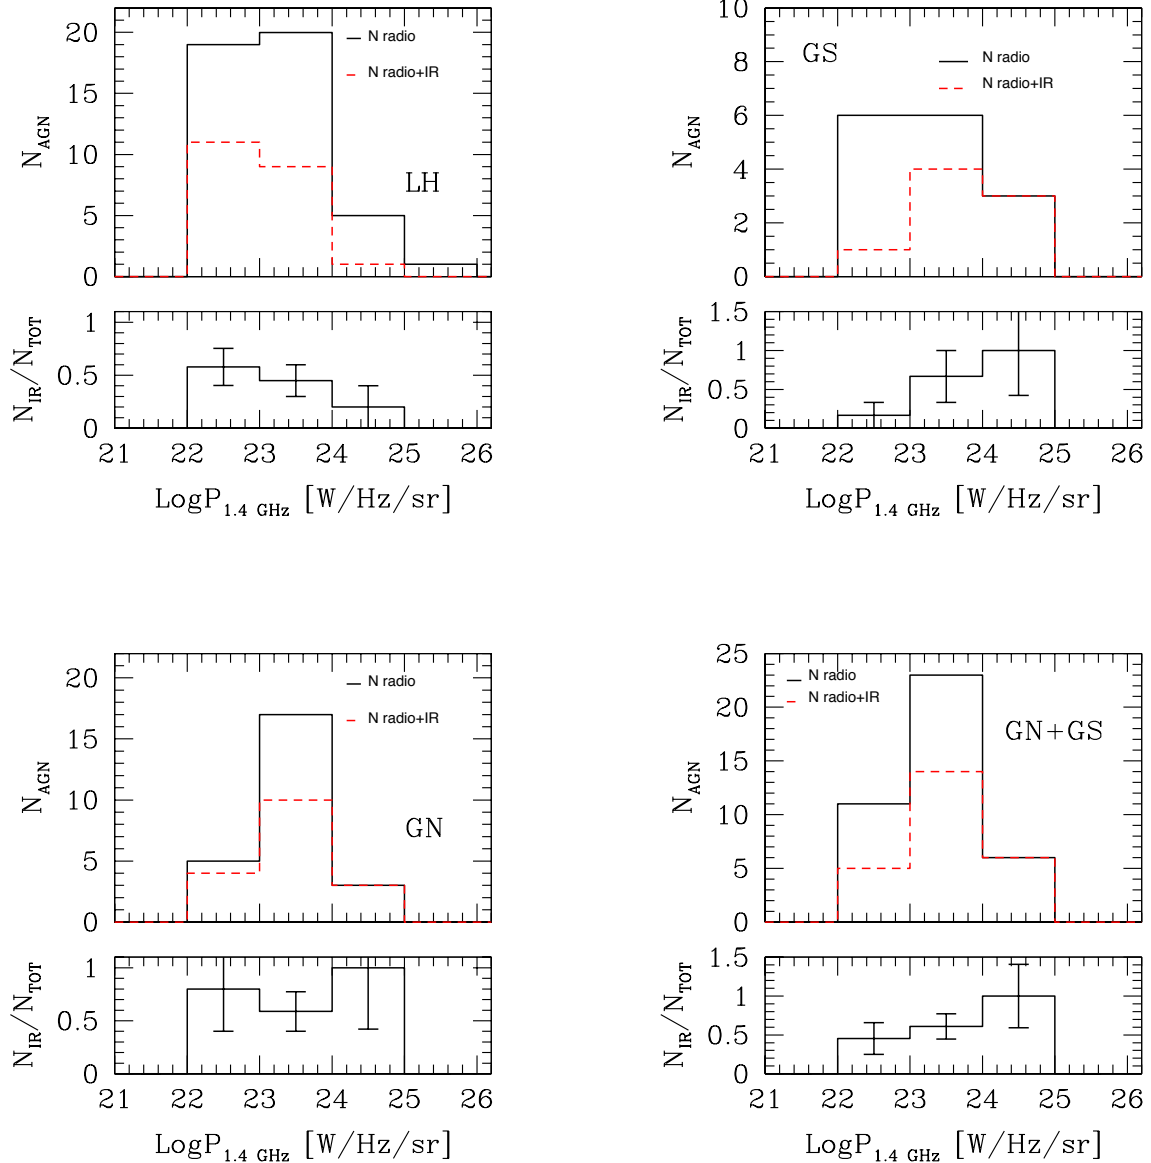 20
15
10
5
0
N_AGN
N radio
N radio+IR
LH
1
0.5
0
N_IR/N_TOT
21 22 23 24 25 26
LogP_1.4 GHz [W/Hz/sr]
10
8
6
4
2
0
N_AGN
GS
N radio
N radio+IR
1.5
1
0.5
0
N_IR/N_TOT
21 22 23 24 25 26
LogP_1.4 GHz [W/Hz/sr]
20
15
10
5
0
N_AGN
N radio
N radio+IR
GN
1
0.5
0
N_IR/N_TOT
21 22 23 24 25 26
LogP_1.4 GHz [W/Hz/sr]
25
20
15
10
5
0
N_AGN
N radio
N radio+IR
GN+GS
1.5
1
0.5
0
N_IR/N_TOT
21 22 23 24 25 26
LogP_1.4 GHz [W/Hz/sr]